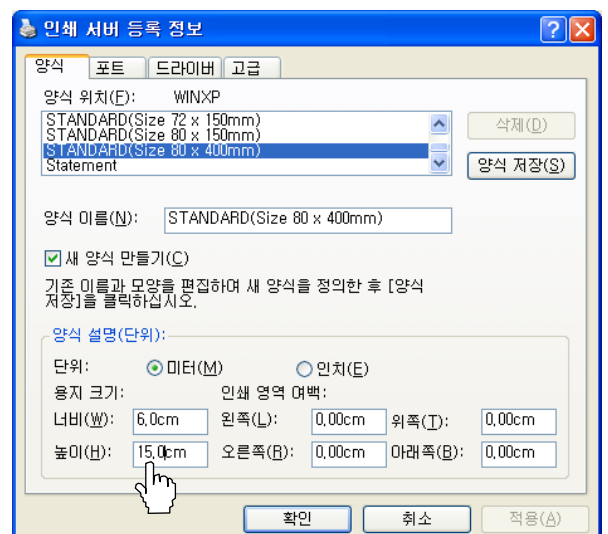 인쇄 서버 등록 정보
양식 포트 드라이버 고급
양식 위치(F): WINXP
STANDARD(Size 72 x 150mm)
STANDARD(Size 80 x 150mm)
STANDARD(Size 80 x 400mm)
Statement
삭제(D)
양식 저장(S)
양식 이름(N): STANDARD(Size 80 x 400mm)
새 양식 만들기(C)
기존 이름과 모양을 편집하여 새 양식을 정의한 후 [양식
저장]을 클릭하십시오.
양식 설명(단위):
단위: 미터(M) 인치(E)
용지 크기: 인쇄 영역 여백:
너비(W): 6,0cm 왼쪽(L): 0,00cm 위쪽(T): 0,00cm
높이(H): 15,0cm 오른쪽(R): 0,00cm 아래쪽(B): 0,00cm
확인 취소 적용(A)